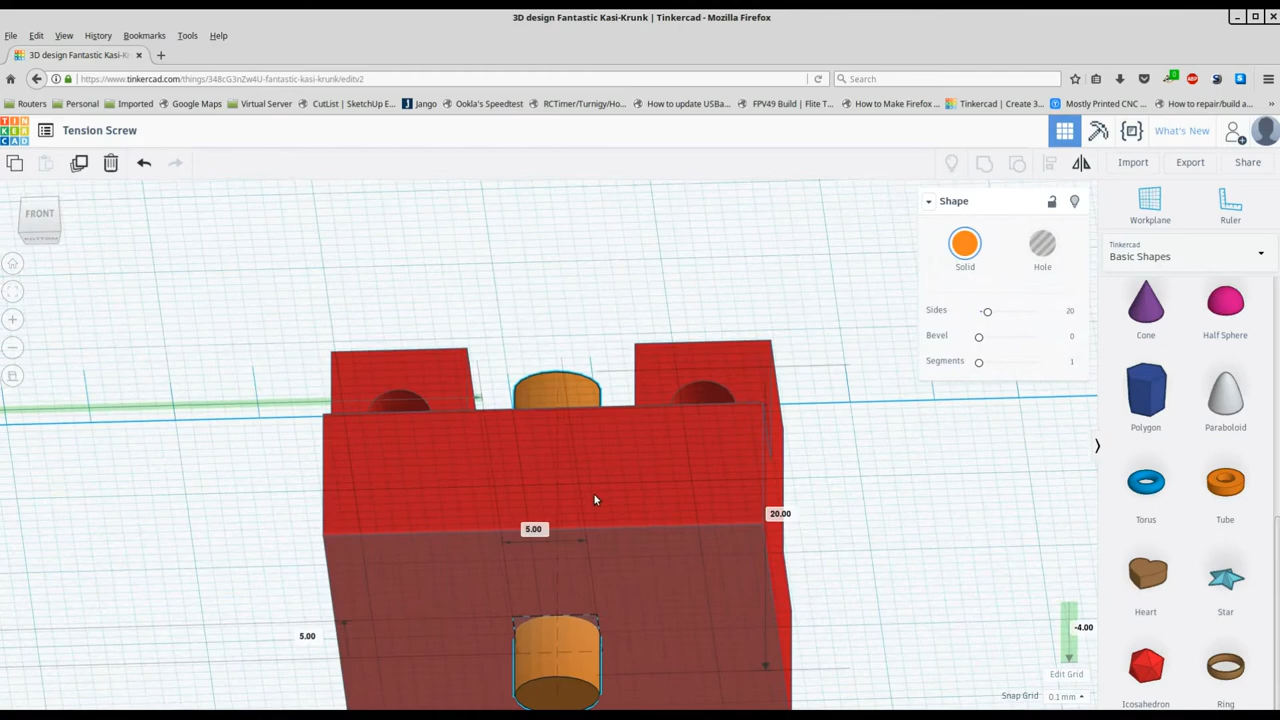 3D design Fantastic Kasi-Krunk | Tinkercad - Mozilla Firefox
File Edit View History Bookmarks Tools Help
3D design Fantastic Kasi-K
https://www.tinkercad.com/things/348cG3nZw4U-fantastic-kasi-krunk/editv2
Search
0
ABP
Routers Personal Imported Google Maps Virtual Server CutList | SketchUp E... Jango Ookla's Speedtest RCTimer/Turnigy/Ho... How to update USBa... FPV49 Build | Flite T... How to Make Firefox ... Tinkercad | Create 3... Mostly Printed CNC ... How to repair/build a...
TIN
KER
CAD
Tension Screw
What's New
Import Export Share
FRONT
BOTTOM
Shape
Solid Hole
Sides 20
Bevel 0
Segments 1
Workplane Ruler
Tinkercad
Basic Shapes
Cone Half Sphere
Polygon Paraboloid
Torus Tube
Heart Star
Icosahedron Ring
20.00
5.00
5.00
-4.00
Edit Grid
Snap Grid 0.1mm